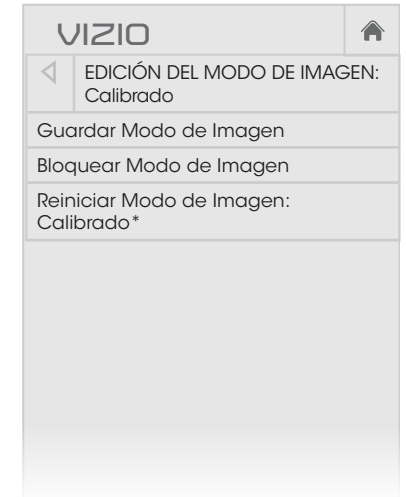 VIZIO
EDICIÓN DEL MODO DE IMAGEN:
Calibrado
Guardar Modo de Imagen
Bloquear Modo de Imagen
Reiniciar Modo de Imagen:
Calibrado*